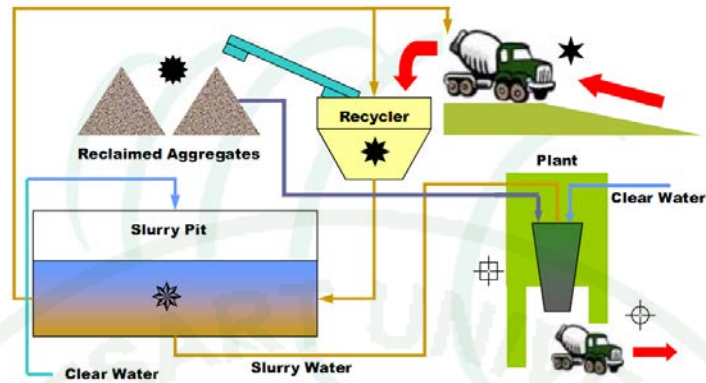 Recycler
Reclaimed Aggregates
Plant
Clear Water
Slurry Pit
Slurry Water
Clear Water